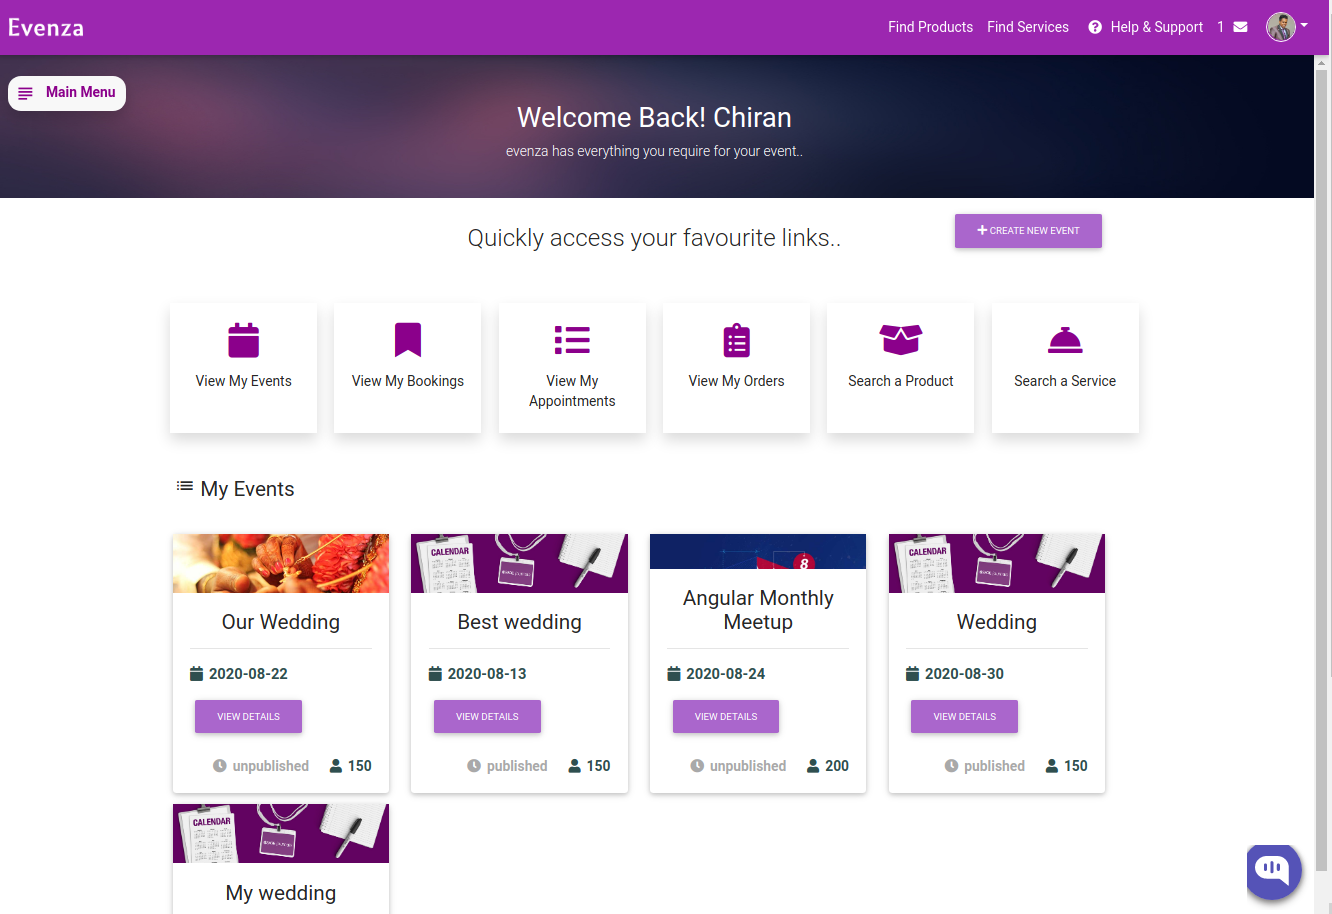 Evenza
Find Products Find Services Help & Support 1
Main Menu
Welcome Back! Chiran
evenza has everything you require for your event..
Quickly access your favourite links..
CREATE NEW EVENT
View My Events
View My Bookings
View My
Appointments
View My Orders
Search a Product
Search a Service
My Events
CALENDAR
CALENDAR
8
Our Wedding
Best wedding
Angular Monthly
Meetup
Wedding
2020-08-22
2020-08-13
2020-08-24
2020-08-30
VIEW DETAILS
VIEW DETAILS
VIEW DETAILS
VIEW DETAILS
unpublished 150
published 150
unpublished 200
published 150
CALENDAR
My wedding